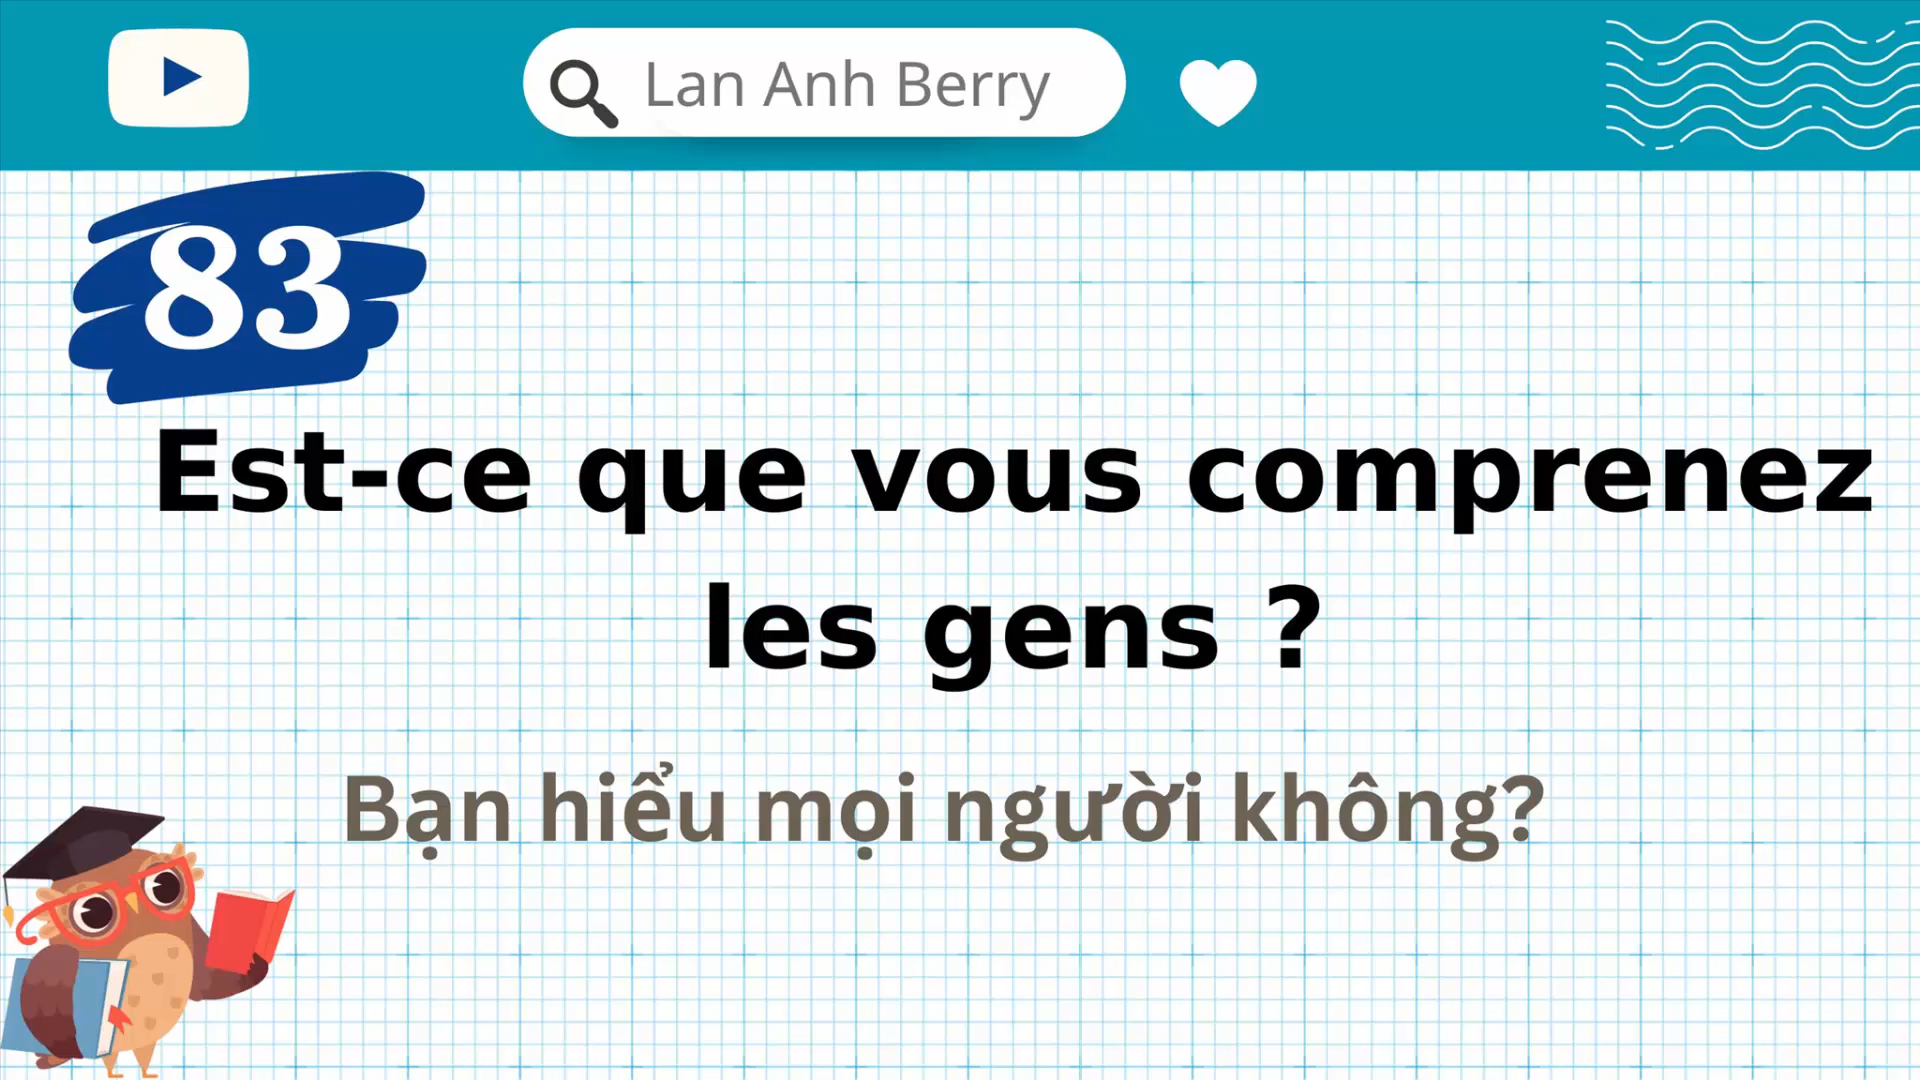 Lan Anh Berry
83
Est-ce que vous comprenez
les gens ?
Bạn hiểu mọi người không?